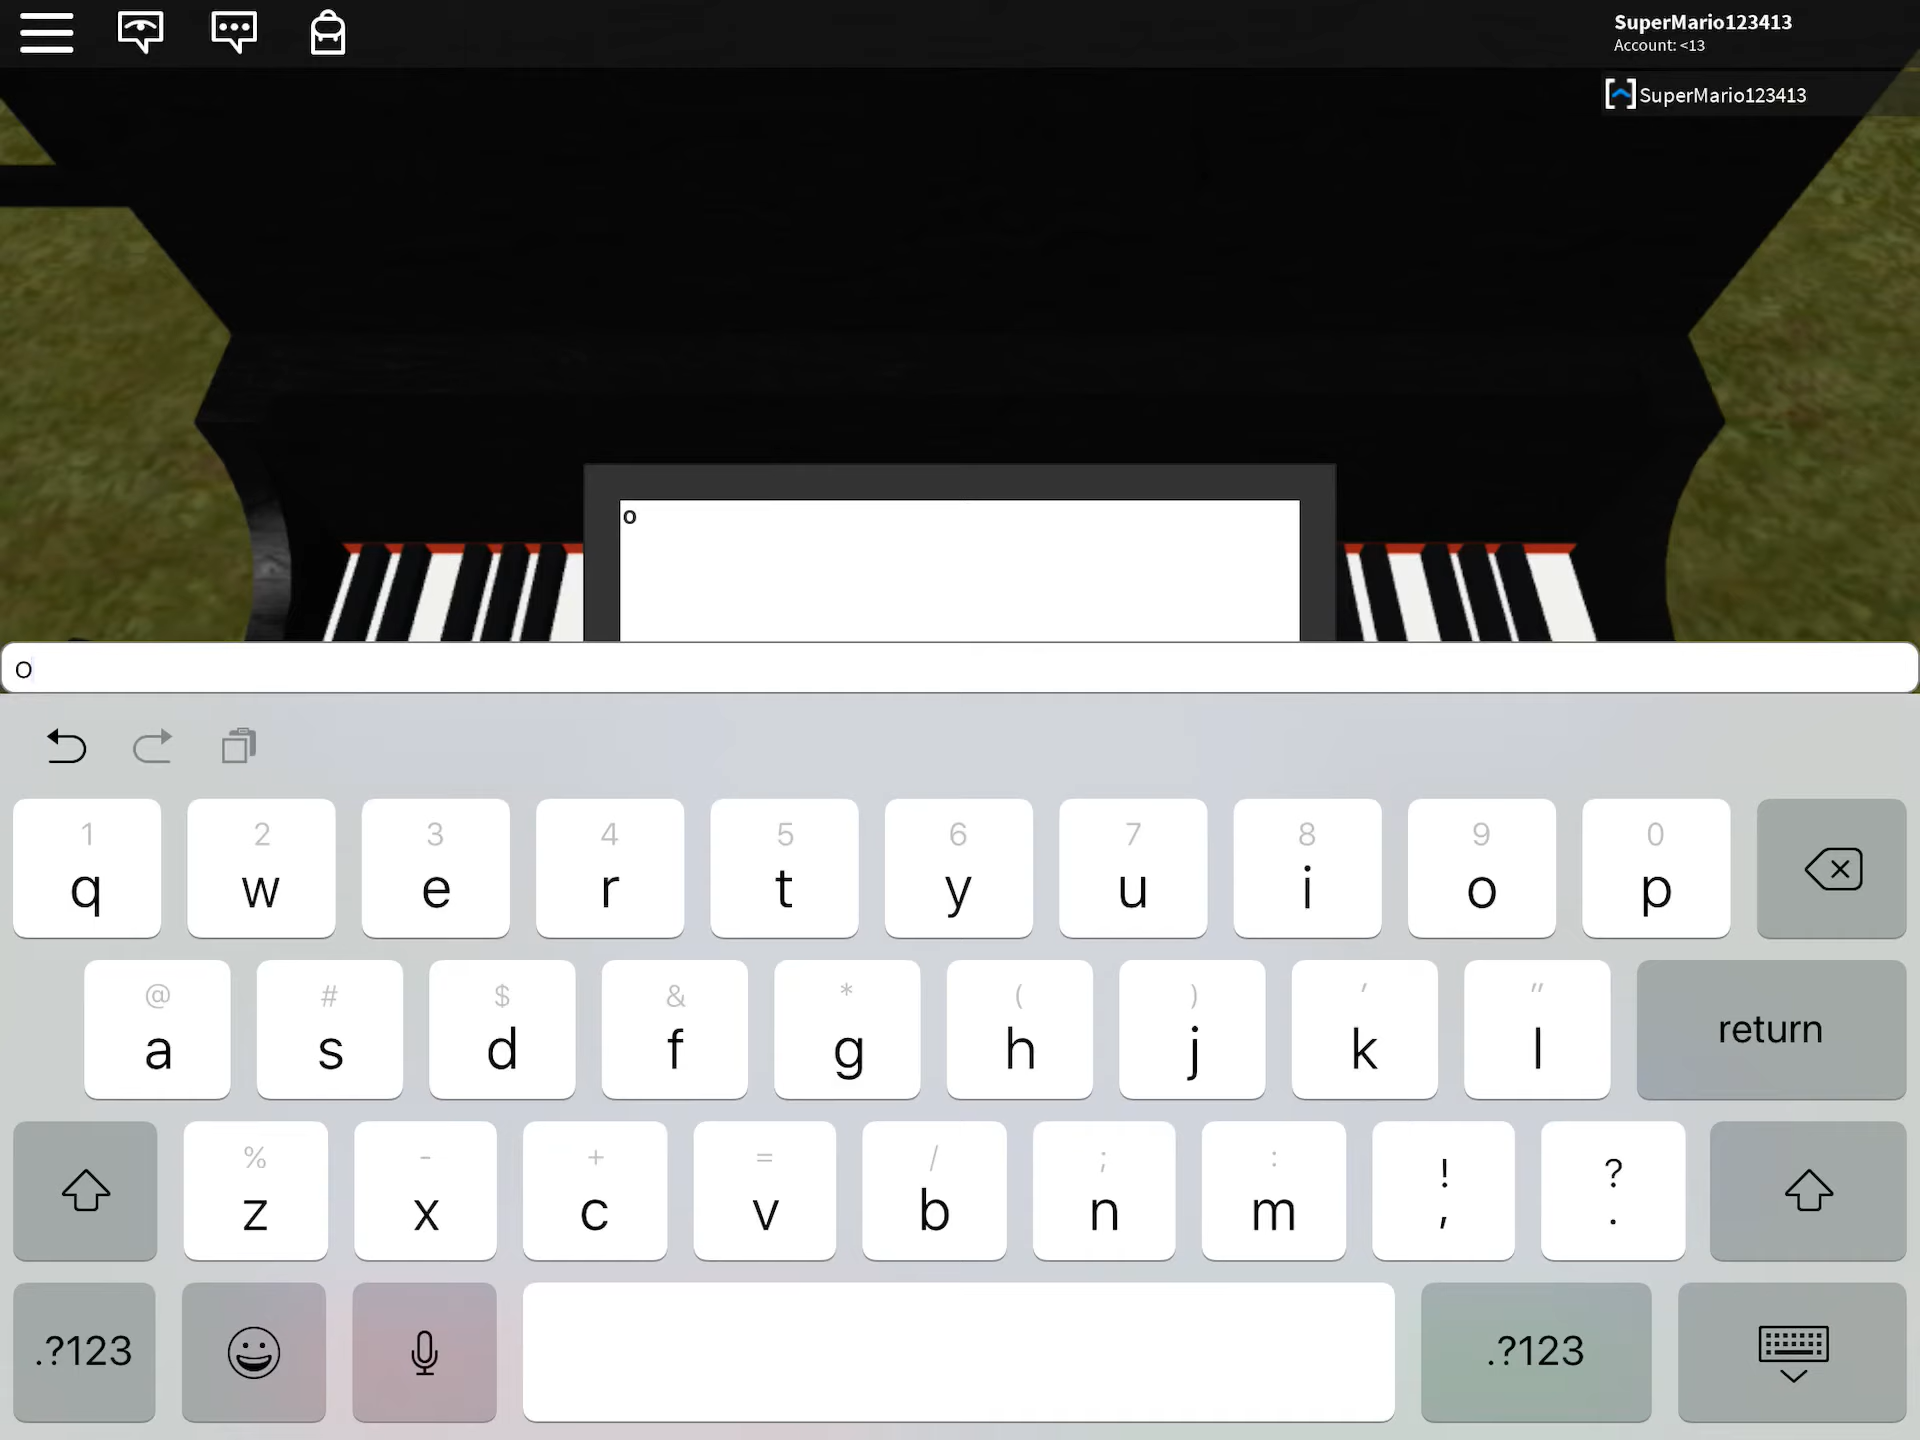 SuperMario123413
Account: <13
SuperMario123413
o
o
1 2 3 4 5 6 7 8 9 0
q w e r t y u i o p
@ # $ & * ( ) ' "
a s d f g h j k l return
% - + = / ; : ! ?
z x c v b n m , .
.?123 .?123